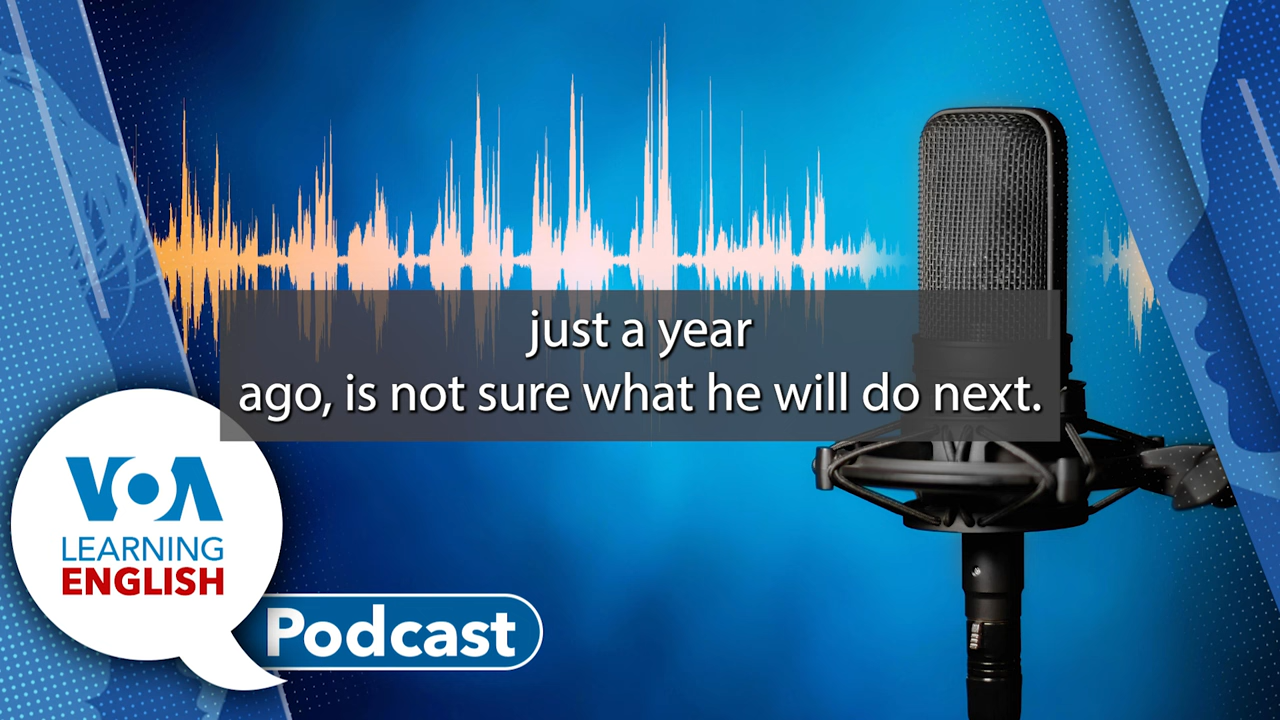 just a year
ago, is not sure what he will do next.
VOA
LEARNING
ENGLISH
Podcast